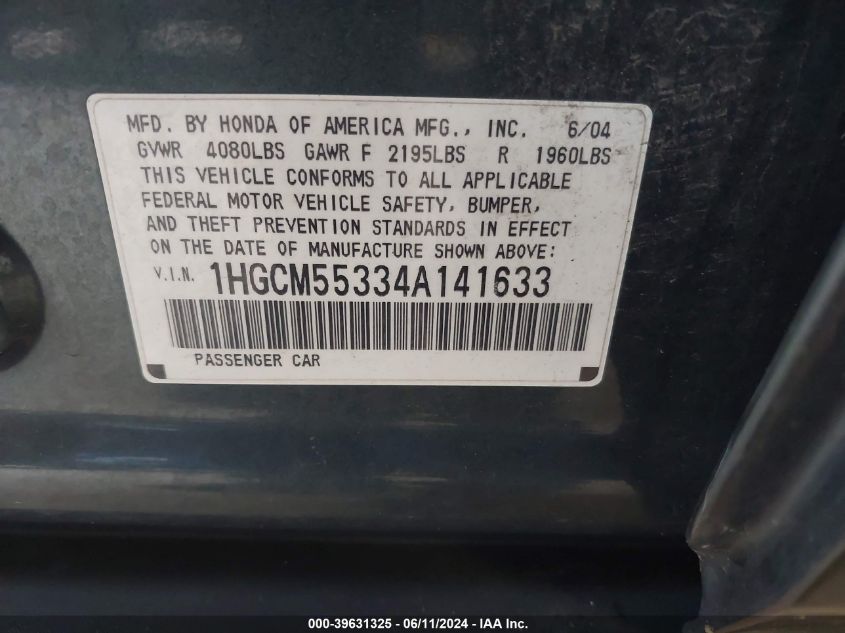 MFD. BY HONDA OF AMERICA MFG., INC. 6/04
GVWR 4080LBS GAWR F 2195LBS R 1960LBS
THIS VEHICLE CONFORMS TO ALL APPLICABLE
FEDERAL MOTOR VEHICLE SAFETY, BUMPER,
AND THEFT PREVENTION STANDARDS IN EFFECT
ON THE DATE OF MANUFACTURE SHOWN ABOVE:
V.I.N. 1HGCM55334A141633
PASSENGER CAR
000-39631325 - 06/11/2024 - IAA Inc.